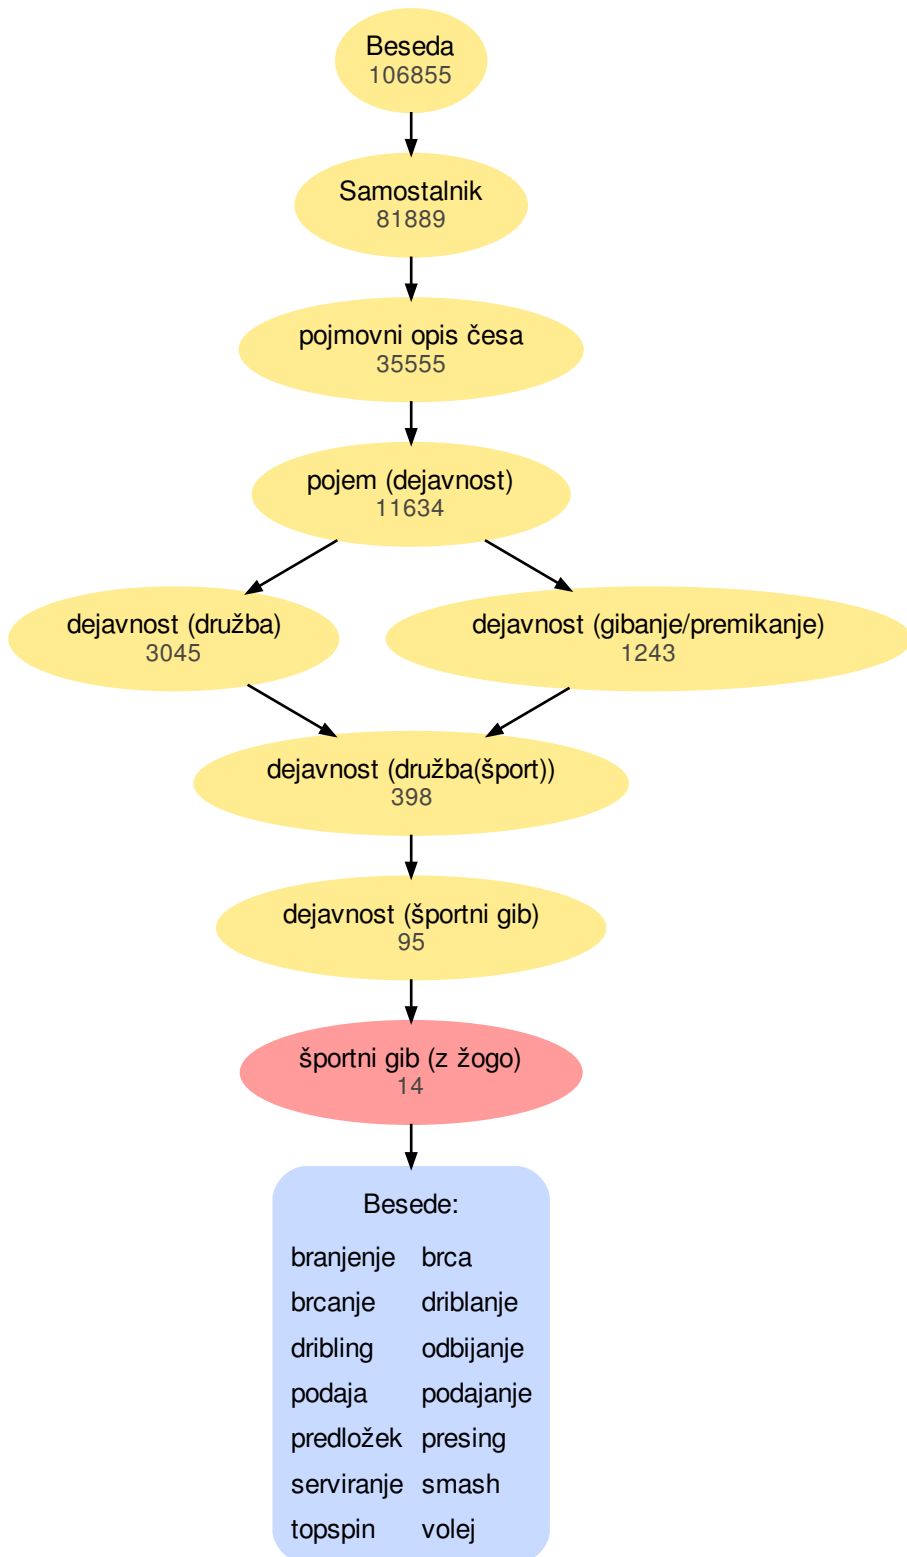 Beseda
106855
Samostalnik
81889
pojmovni opis česa
35555
pojem (dejavnost)
11634
dejavnost (družba)
3045
dejavnost (gibanje/premikanje)
1243
dejavnost (družba(šport))
398
dejavnost (športni gib)
95
športni gib (z žogo)
14
Besede:
branjenje brca
brcanje driblanje
dribling odbijanje
podaja podajanje
predložek presing
serviranje smash
topspin volej